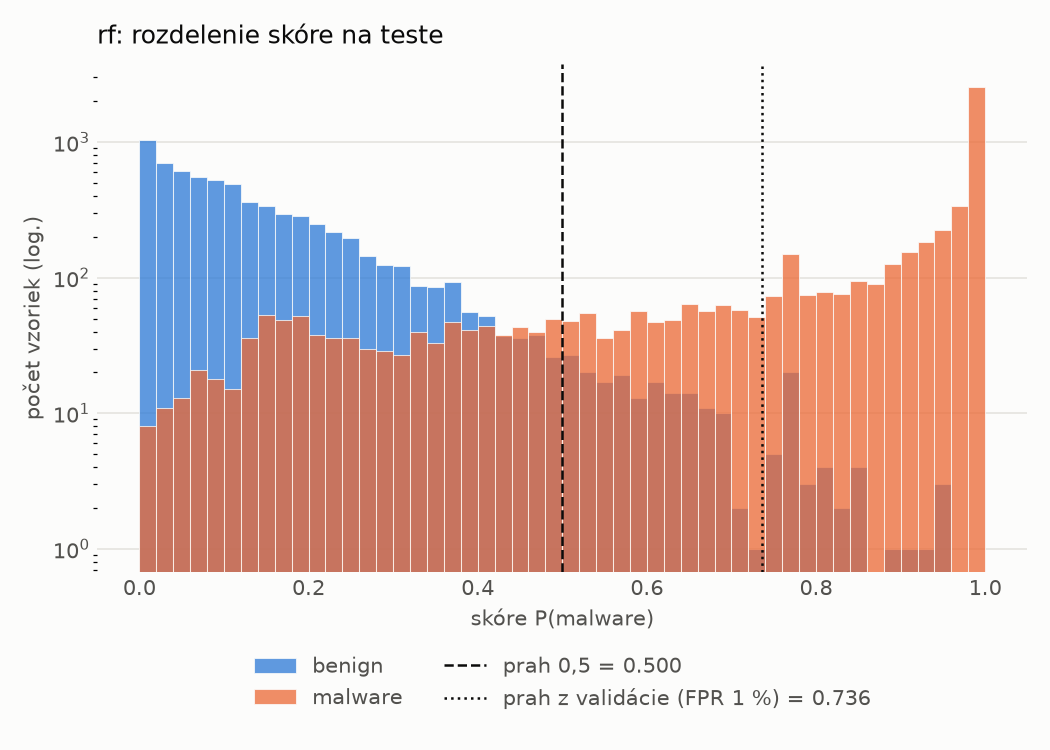 rf: rozdelenie skóre na teste
počet vzoriek (log.)
10³
10²
10¹
10⁰
0.0 0.2 0.4 0.6 0.8 1.0
skóre P(malware)
benign
malware
prah 0,5 = 0.500
prah z validácie (FPR 1 %) = 0.736